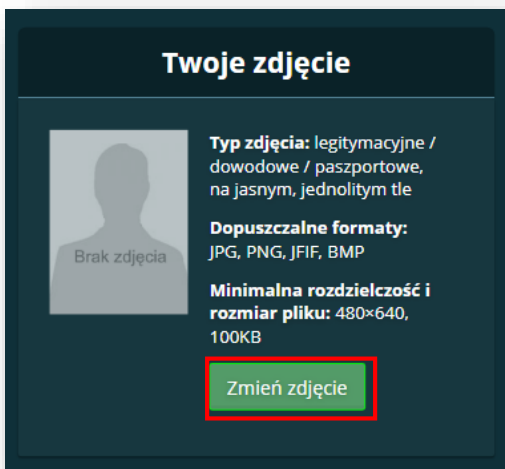 Twoje zdjęcie
Brak zdjęcia
Typ zdjęcia: legitymacyjne /
dowodowe / paszportowe,
na jasnym, jednolitym tle
Dopuszczalne formaty:
JPG, PNG, JFIF, BMP
Minimalna rozdzielczość i
rozmiar pliku: 480×640,
100KB
Zmień zdjęcie